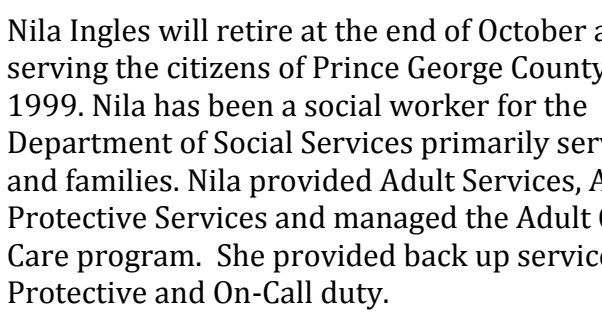 Nila Ingles will retire at the end of October
serving the citizens of Prince George County
1999. Nila has been a social worker for the
Department of Social Services primarily
and families. Nila provided Adult Services,
Protective Services and managed the Adult
Care program. She provided back up
Protective and On-Call duty.